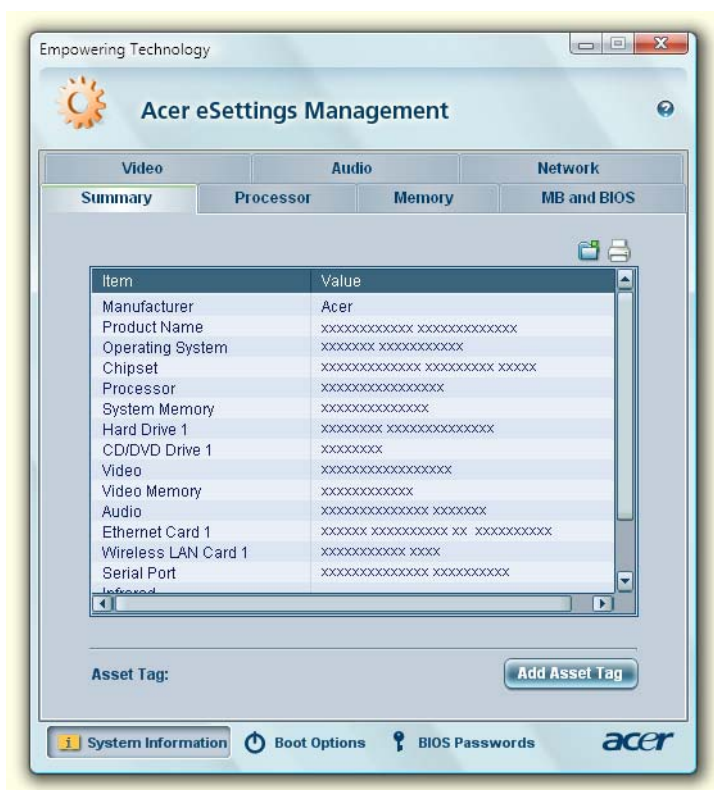 Empowering Technology
Acer eSettings Management
Video Audio Network
Summary Processor Memory MB and BIOS
Item Value
Manufacturer Acer
Product Name xxxxxxxxxxxx xxxxxxxxxxxxx
Operating System xxxxxxx xxxxxxxxxxx
Chipset xxxxxxxxxxxxx xxxxxxxxx xxxxx
Processor xxxxxxxxxxxxxxxx
System Memory xxxxxxxxxxxxxx
Hard Drive 1 xxxxxxxx xxxxxxxxxxxxxx
CD/DVD Drive 1 xxxxxxxx
Video xxxxxxxxxxxxxxxxx
Video Memory xxxxxxxxxxxx
Audio xxxxxxxxxxxxxx xxxxxxx
Ethernet Card 1 xxxxxx xxxxxxxxxx xx xxxxxxxxxx
Wireless LAN Card 1 xxxxxxxxxxx xxxx
Serial Port xxxxxxxxxxxxxx xxxxxxxxxx
Infrared
Asset Tag: Add Asset Tag
System Information Boot Options BIOS Passwords acer